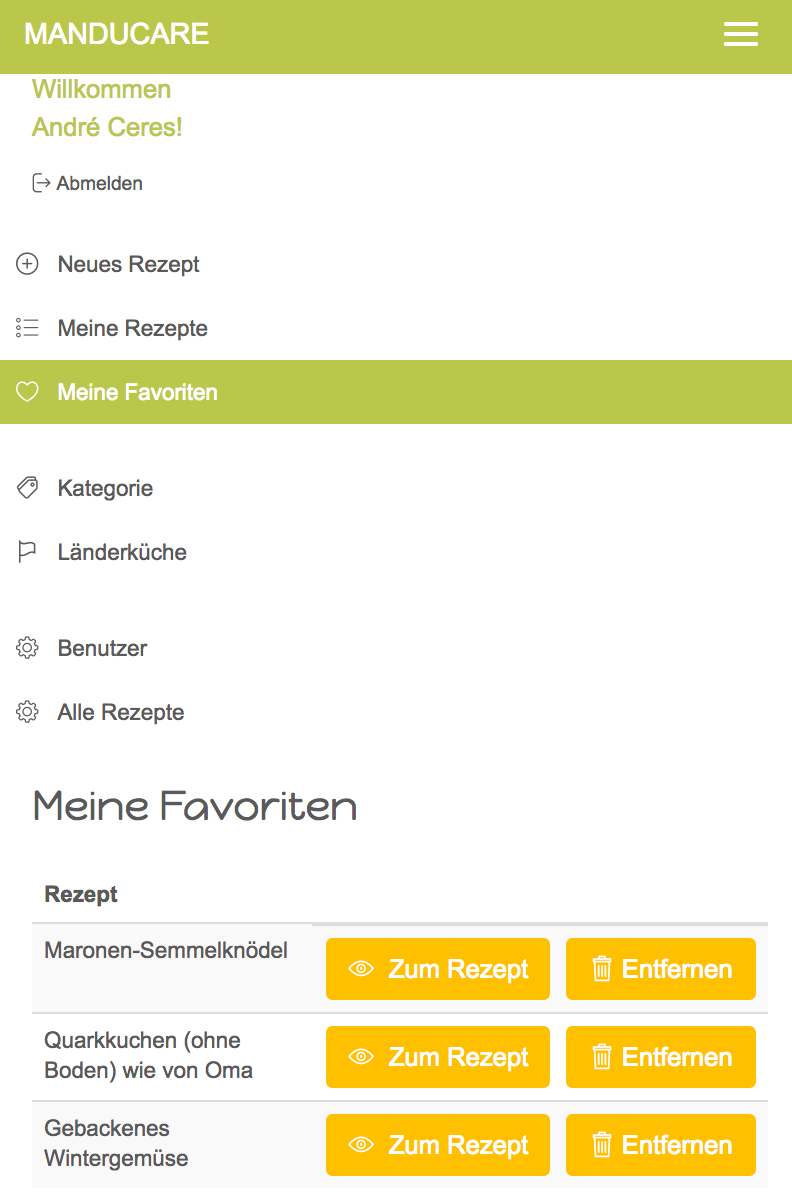 MANDUCARE
Willkommen
André Ceres!
Abmelden
Neues Rezept
Meine Rezepte
Meine Favoriten
Kategorie
Länderküche
Benutzer
Alle Rezepte
Meine Favoriten
Rezept
Maronen-Semmelknödel
Zum Rezept
Entfernen
Quarkkuchen (ohne
Boden) wie von Oma
Zum Rezept
Entfernen
Gebackenes
Wintergemüse
Zum Rezept
Entfernen